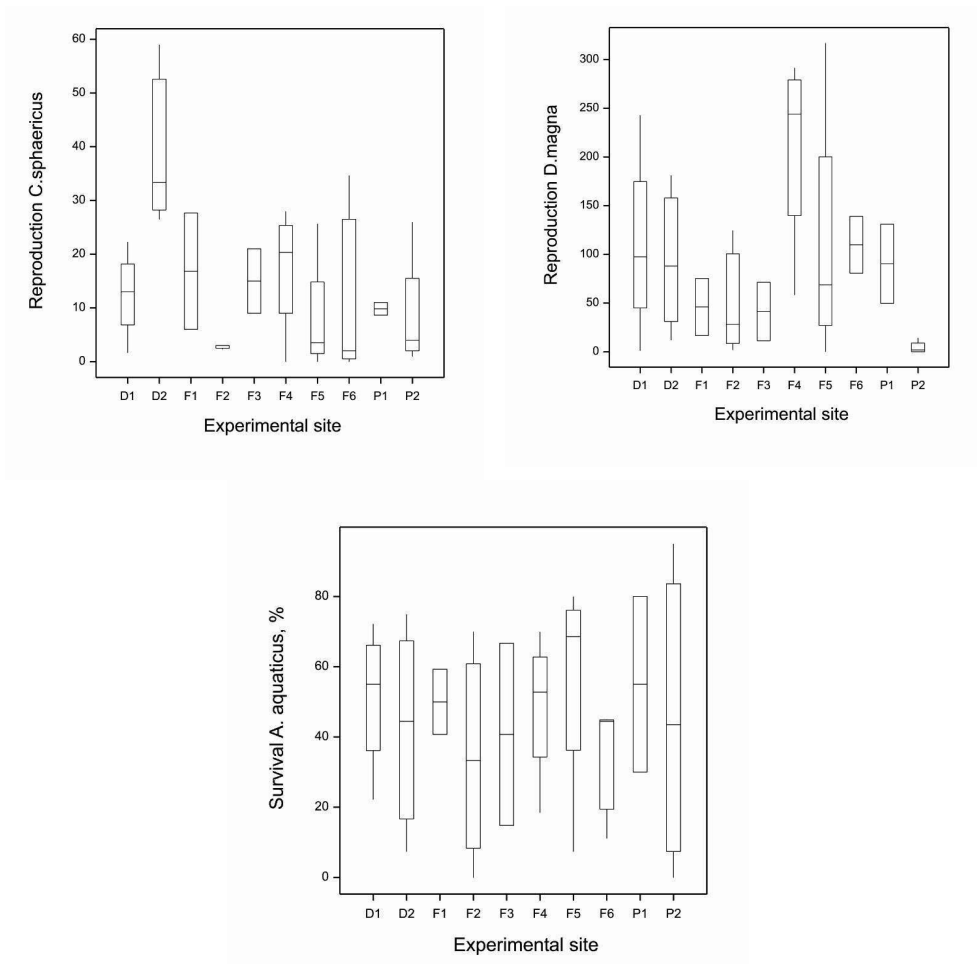 Reproduction C.sphaericus
60
50
40
30
20
10
0
D1 D2 F1 F2 F3 F4 F5 F6 P1 P2
Experimental site
Reproduction D.magna
300
250
200
150
100
50
0
D1 D2 F1 F2 F3 F4 F5 F6 P1 P2
Experimental site
Survival A. aquaticus, %
80
60
40
20
0
D1 D2 F1 F2 F3 F4 F5 F6 P1 P2
Experimental site